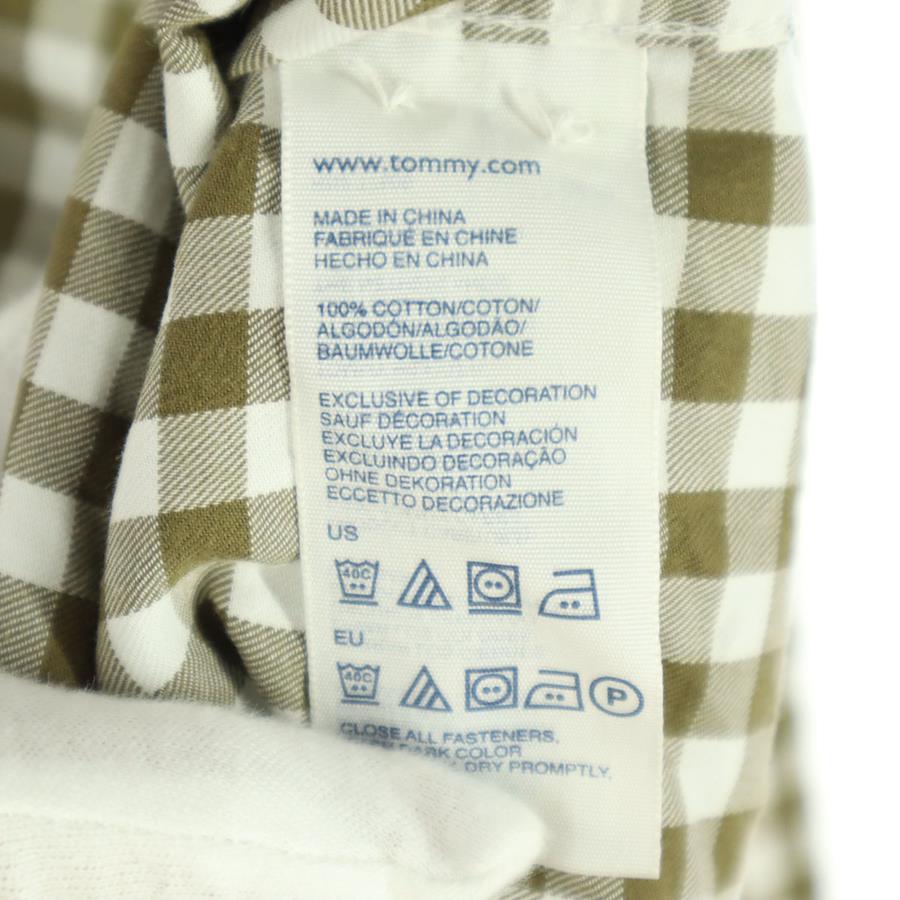 www.tommy.com
MADE IN CHINA
FABRIQUÉ EN CHINE
HECHO EN CHINA
100% COTTON/COTON/
ALGODÓN/ALGODÃO/
BAUMWOLLE/COTONE
EXCLUSIVE OF DECORATION
SAUF DÉCORATION
EXCLUYE LA DECORACIÓN
EXCLUINDO DECORAÇÃO
OHNE DEKORATION
ECCETTO DECORAZIONE
US
40C
EU
40C P
CLOSE ALL FASTENERS.
DARK COLOR
DRY PROMPTLY.